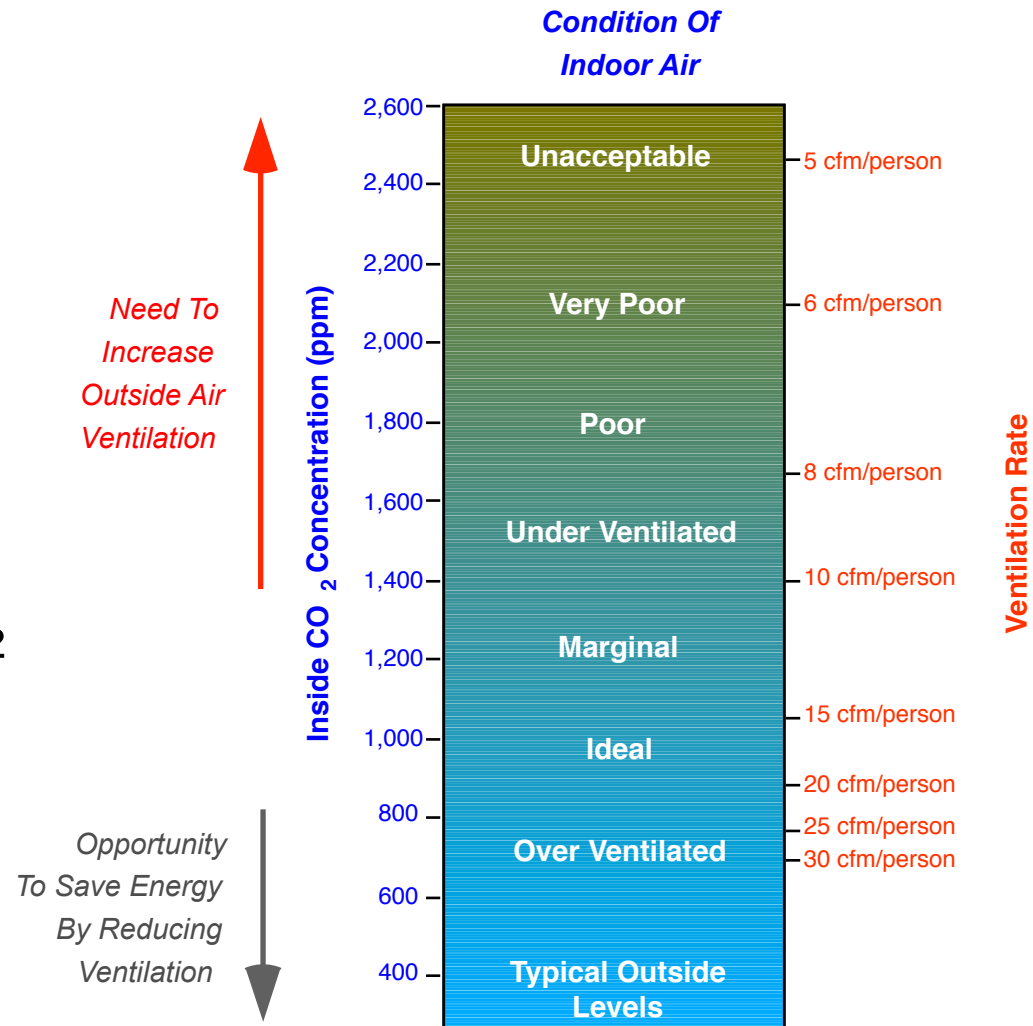 Condition Of
Indoor Air
2,600
Unacceptable
5 cfm/person
2,400
2,200
Very Poor
6 cfm/person
Need To
Increase
Outside Air
Ventilation
2,000
1,800
Poor
8 cfm/person
1,600
Under Ventilated
1,400
10 cfm/person
Inside CO 2 Concentration (ppm)
Ventilation Rate
2
Marginal
1,200
15 cfm/person
1,000
Ideal
20 cfm/person
800
25 cfm/person
Opportunity
To Save Energy
By Reducing
Ventilation
Over Ventilated
30 cfm/person
600
400
Typical Outside
Levels